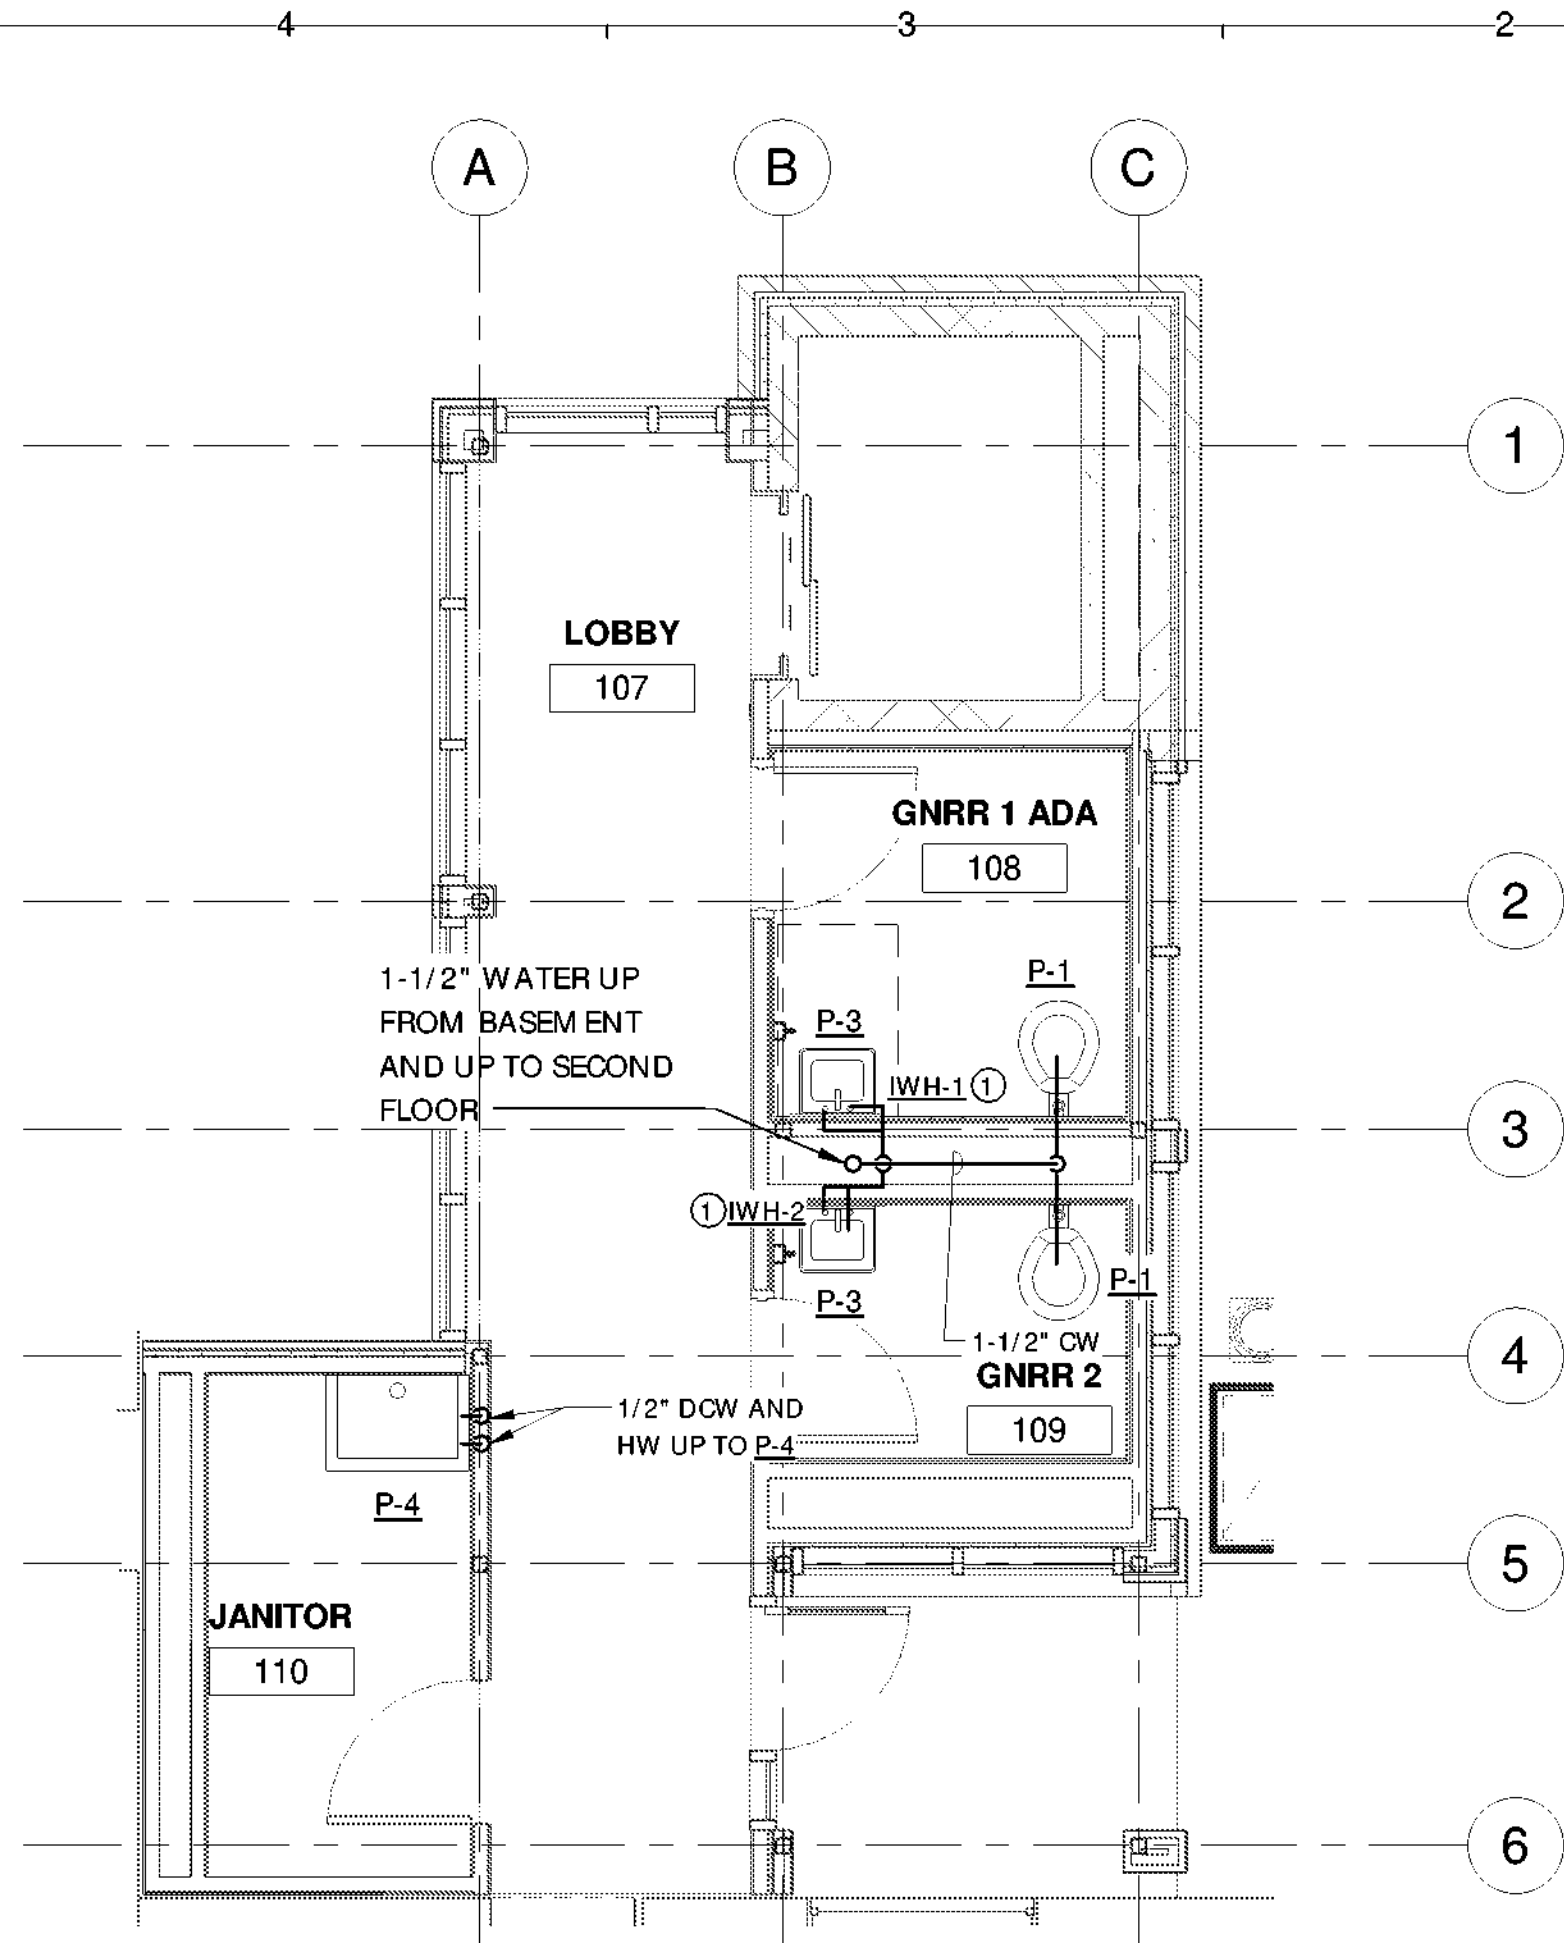 4 3 2
A B C
1
LOBBY
107
GNRR 1 ADA
108
2
1-1/2" WATER UP
FROM BASEMENT
AND UP TO SECOND
FLOOR
P-1
P-3
IWH-1 1
3
1 IWH-2
P-1
P-3
1-1/2" CW
4
GNRR 2
109
1/2" DCW AND
HW UP TO P-4
P-4
5
JANITOR
110
6